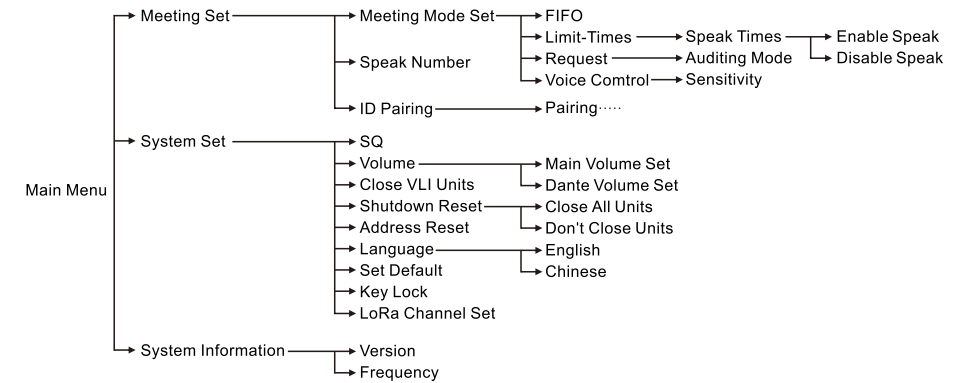 Meeting Set Meeting Mode Set FIFO
Limit-Times Speak Times Enable Speak
Request Auditing Mode Disable Speak
Speak Number
Voice Comtrol Sensitivity
ID Pairing Pairing·····
System Set SQ
Volume Main Volume Set
Close VLI Units Dante Volume Set
Main Menu
Shutdown Reset Close All Units
Address Reset Don't Close Units
Language English
Set Default Chinese
Key Lock
LoRa Channel Set
System Information Version
Frequency